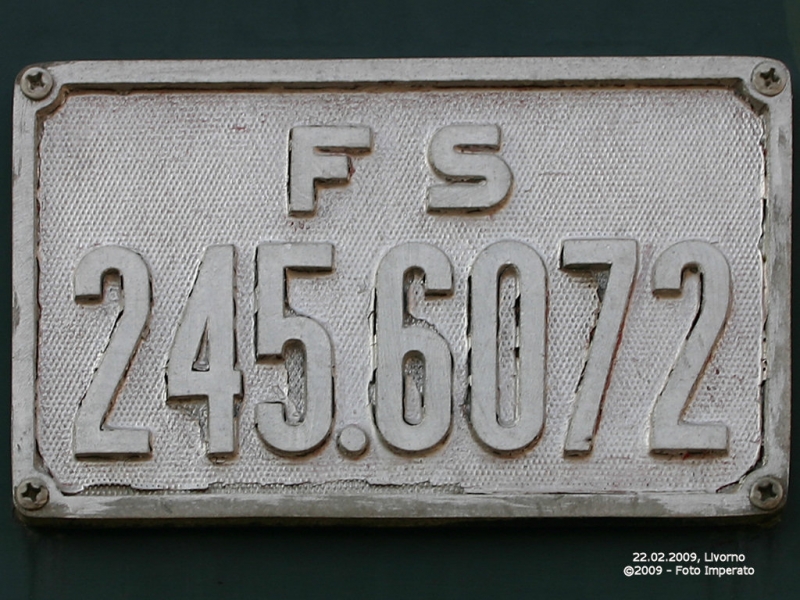 FS
245.6072
22.02.2009, Livorno
©2009 - Foto Imperato